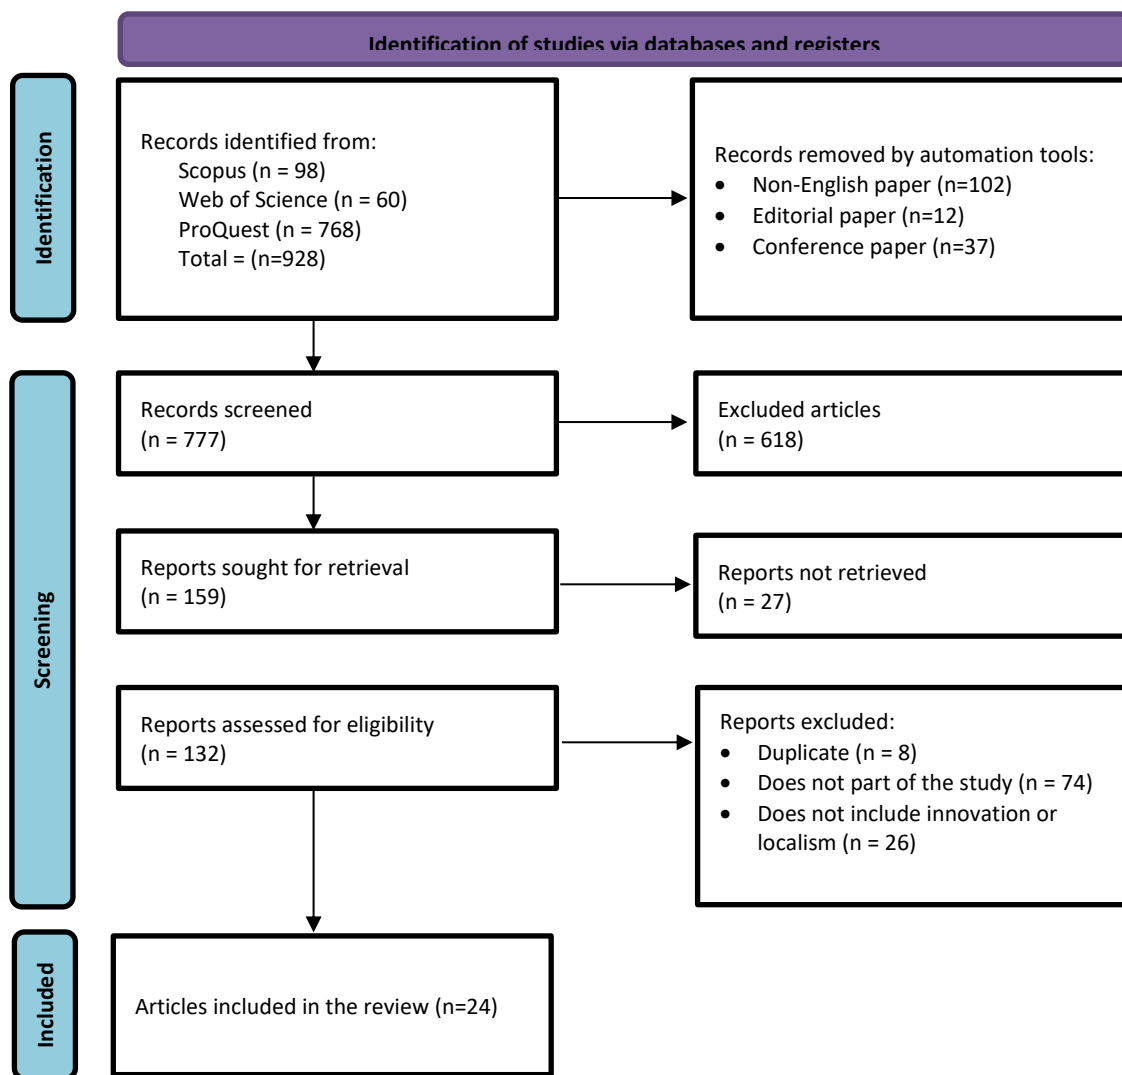 Identification of studies via databases and registers
Identification
Records identified from:
Scopus (n = 98)
Web of Science (n = 60)
ProQuest (n = 768)
Total = (n=928)
Records removed by automation tools:
• Non-English paper (n=102)
• Editorial paper (n=12)
• Conference paper (n=37)
Screening
Records screened
(n = 777)
Excluded articles
(n = 618)
Reports sought for retrieval
(n = 159)
Reports not retrieved
(n = 27)
Reports assessed for eligibility
(n = 132)
Reports excluded:
• Duplicate (n = 8)
• Does not part of the study (n = 74)
• Does not include innovation or
localism (n = 26)
Included
Articles included in the review (n=24)